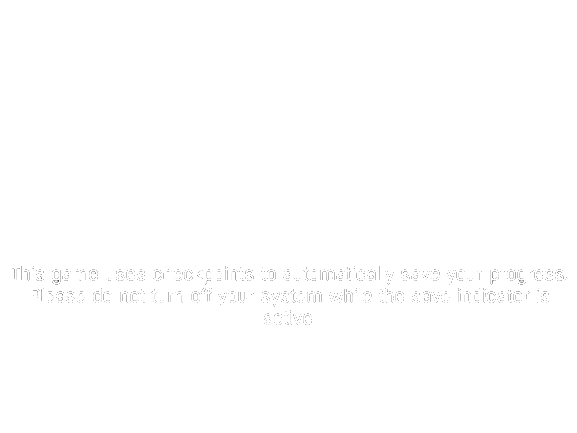 This game uses checkpoints to automatically save your progress.
Please do not turn off your system while the save indicator is
active